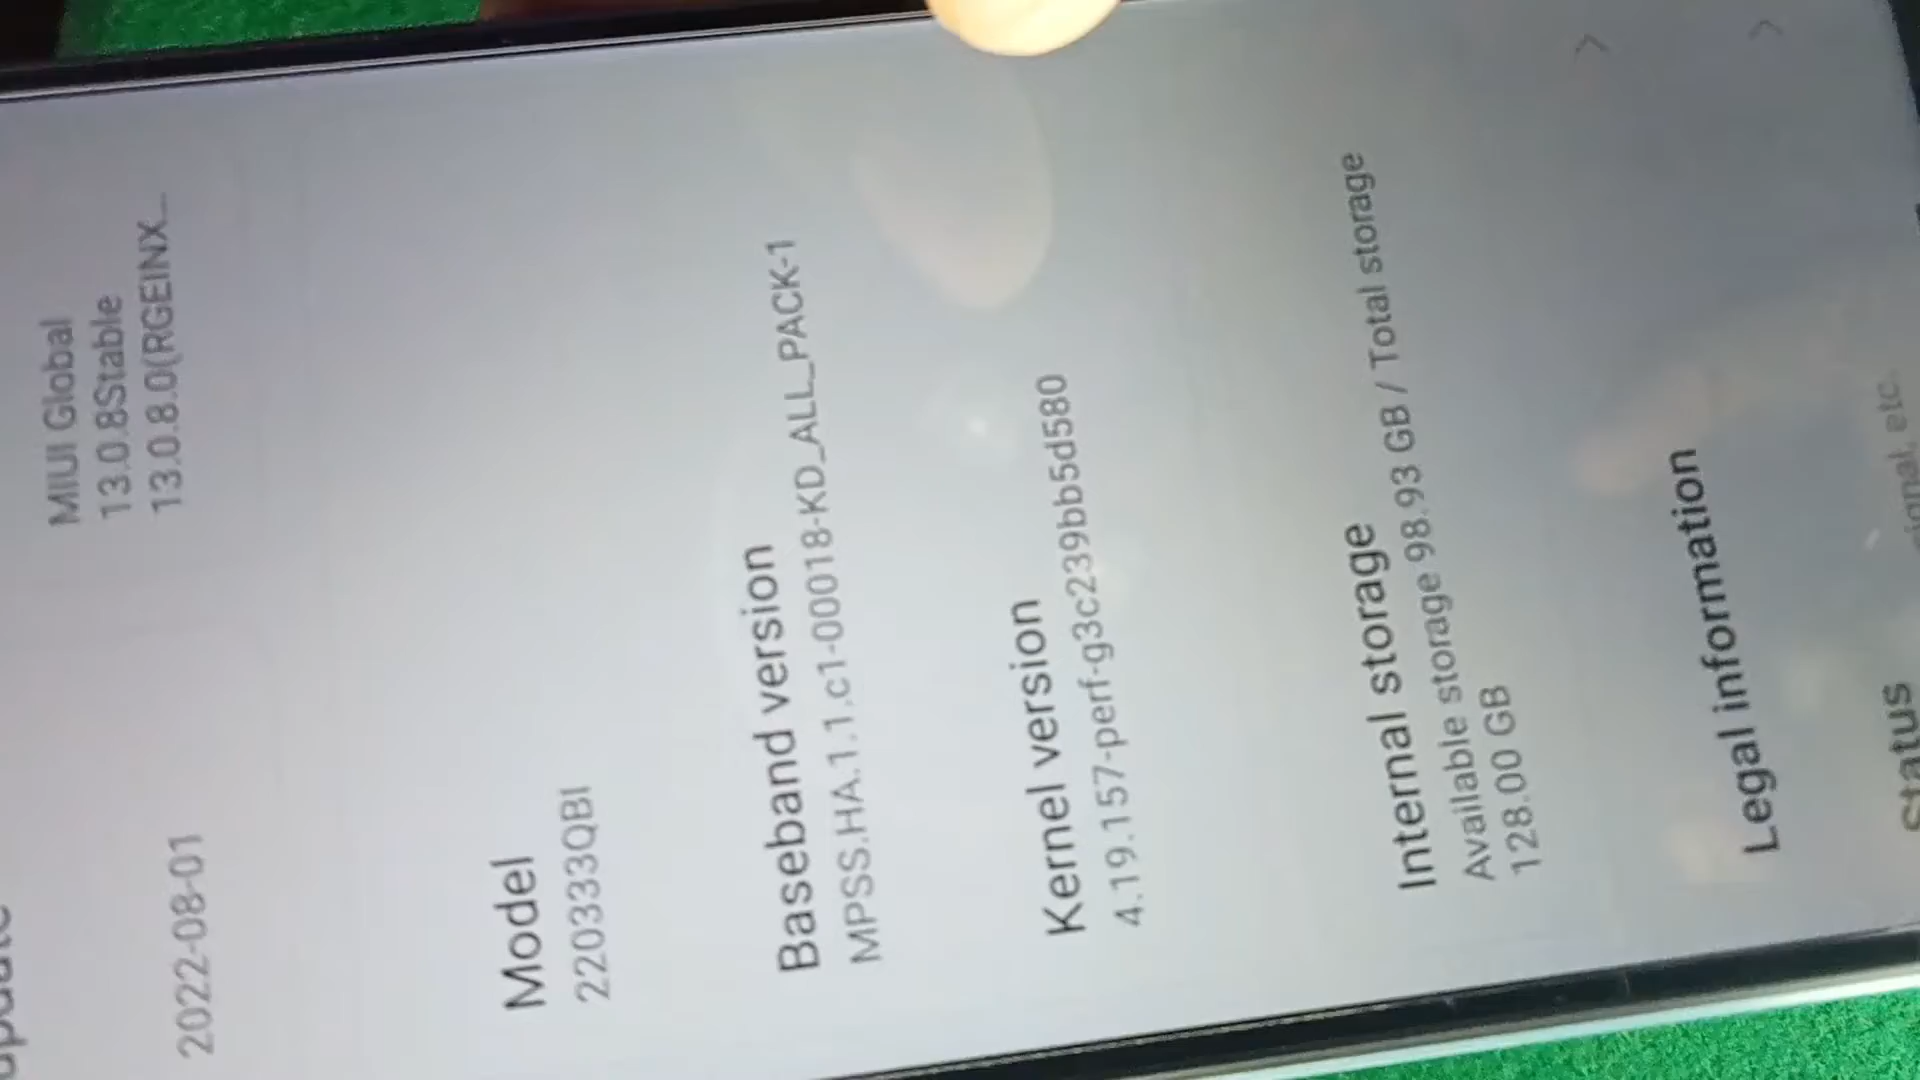 MIUI Global
13.0.8Stable
13.0.8.0(RGEINX...
update
2022-08-01
Model
220333QBI
Baseband version
MPSS.HA.1.1.c1-00018-KD_ALL_PACK-1
Kernel version
4.19.157-perf-g3c239bb5d580
Internal storage
Available storage 98.93 GB / Total storage
128.00 GB
Legal information
Status
etc.